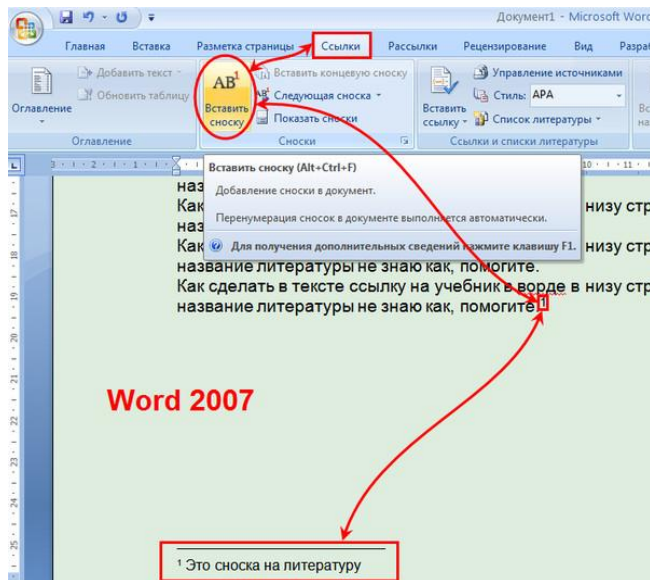 Документ1 - Microsoft Word
Главная Вставка Разметка страницы Ссылки Рассылки Рецензирование Вид Разраб
Оглавление
Добавить текст
Обновить таблицу
Оглавление
AB¹
Вставить сноску
Вставить концевую сноску
Следующая сноска
Показать сноски
Сноски
Вставить ссылку
Управление источниками
Стиль: APA
Список литературы
Ссылки и списки литературы
Вставить сноску (Alt+Ctrl+F)
Добавление сноски в документ.
Перенумерация сносок в документе выполняется автоматически.
Для получения дополнительных сведений нажмите клавишу F1.
наз
Как низу стр
наз
Как низу стр
название литературы не знаю как, помогите.
Как сделать в тексте ссылку на учебник в ворде в низу стр
название литературы не знаю как, помогите.1
Word 2007
¹ Это сноска на литературу